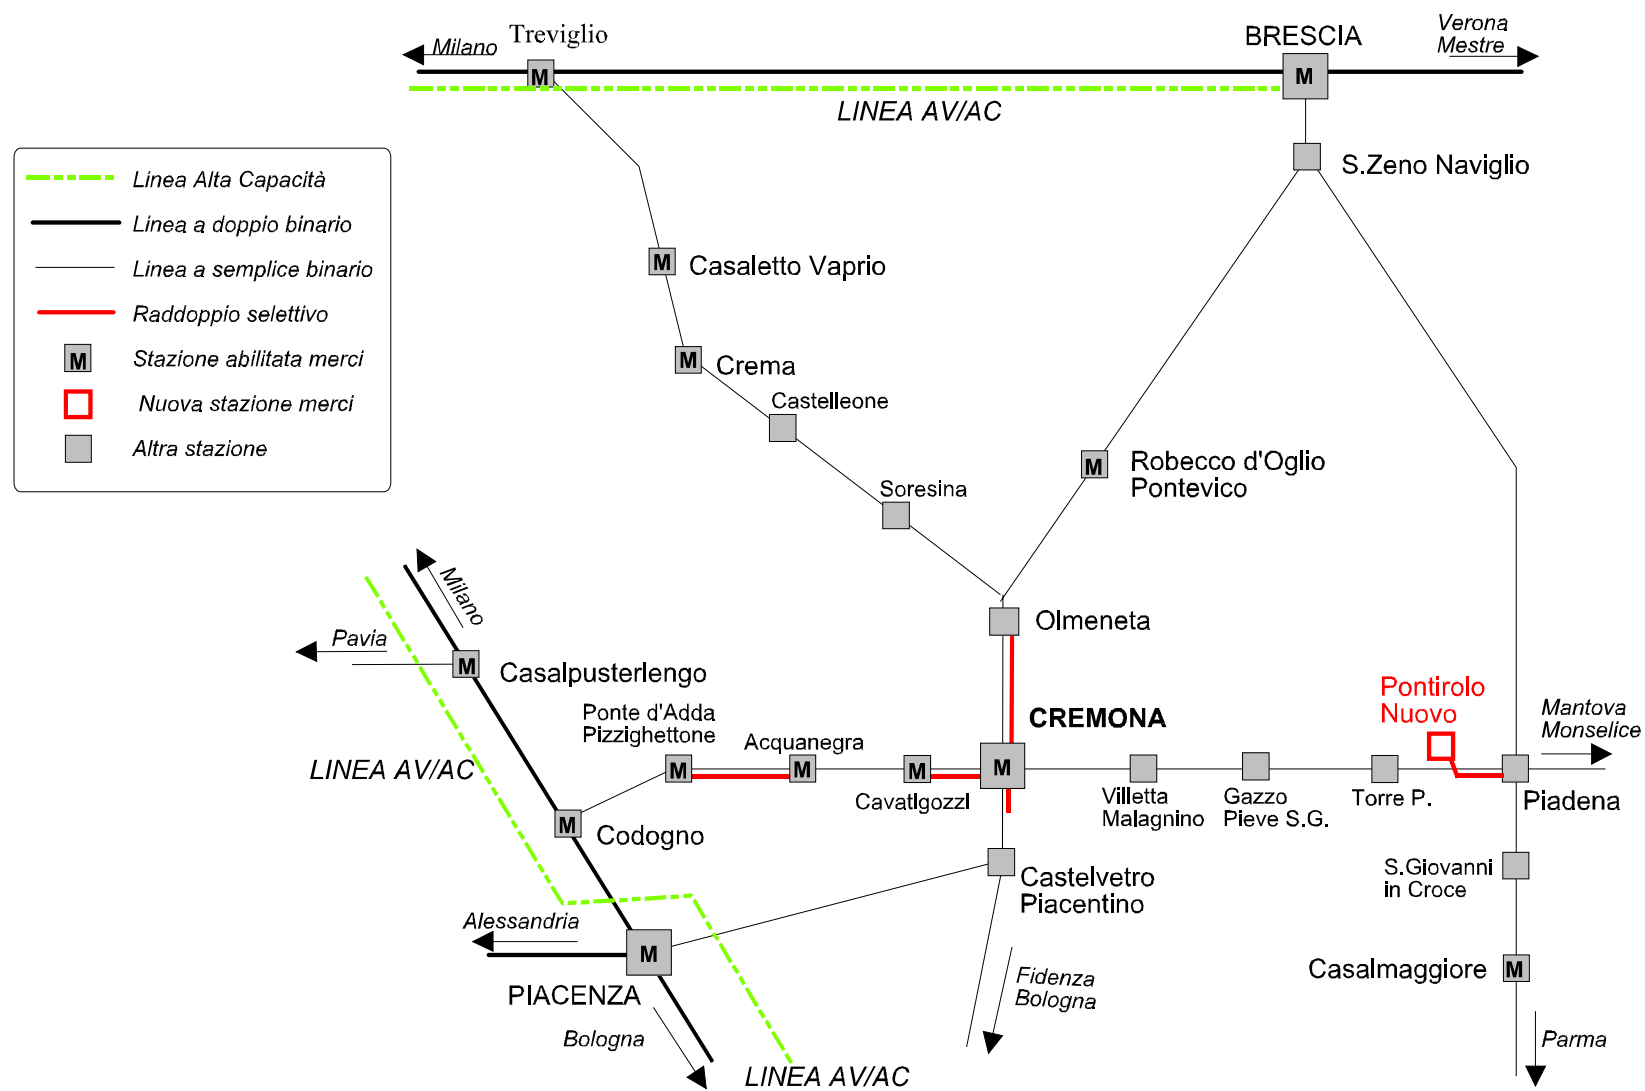 Treviglio
Milano
BRESCIA
Verona
Mestre
M
M
LINEA AV/AC
S.Zeno Naviglio
Linea Alta Capacità
Linea a doppio binario
Linea a semplice binario
Raddoppio selettivo
M
Stazione abilitata merci
Nuova stazione merci
Altra stazione
M
Casaletto Vaprio
M
Crema
Castelleone
Soresina
M
Robecco d'Oglio
Pontevico
Milano
Pavia
M
Casalpusterlengo
Olmeneta
Ponte d'Adda
Pizzighettone
Acquanegra
CREMONA
Pontirolo
Nuovo
Mantova
Monselice
LINEA AV/AC
M
M
M
M
Cavatigozzi
Villetta
Malagnino
Gazzo
Pieve S.G.
Torre P.
Piadena
M
Codogno
Castelvetro
Piacentino
S.Giovanni
in Croce
Alessandria
M
PIACENZA
Fidenza
Bologna
Casalmaggiore
M
Bologna
LINEA AV/AC
Parma